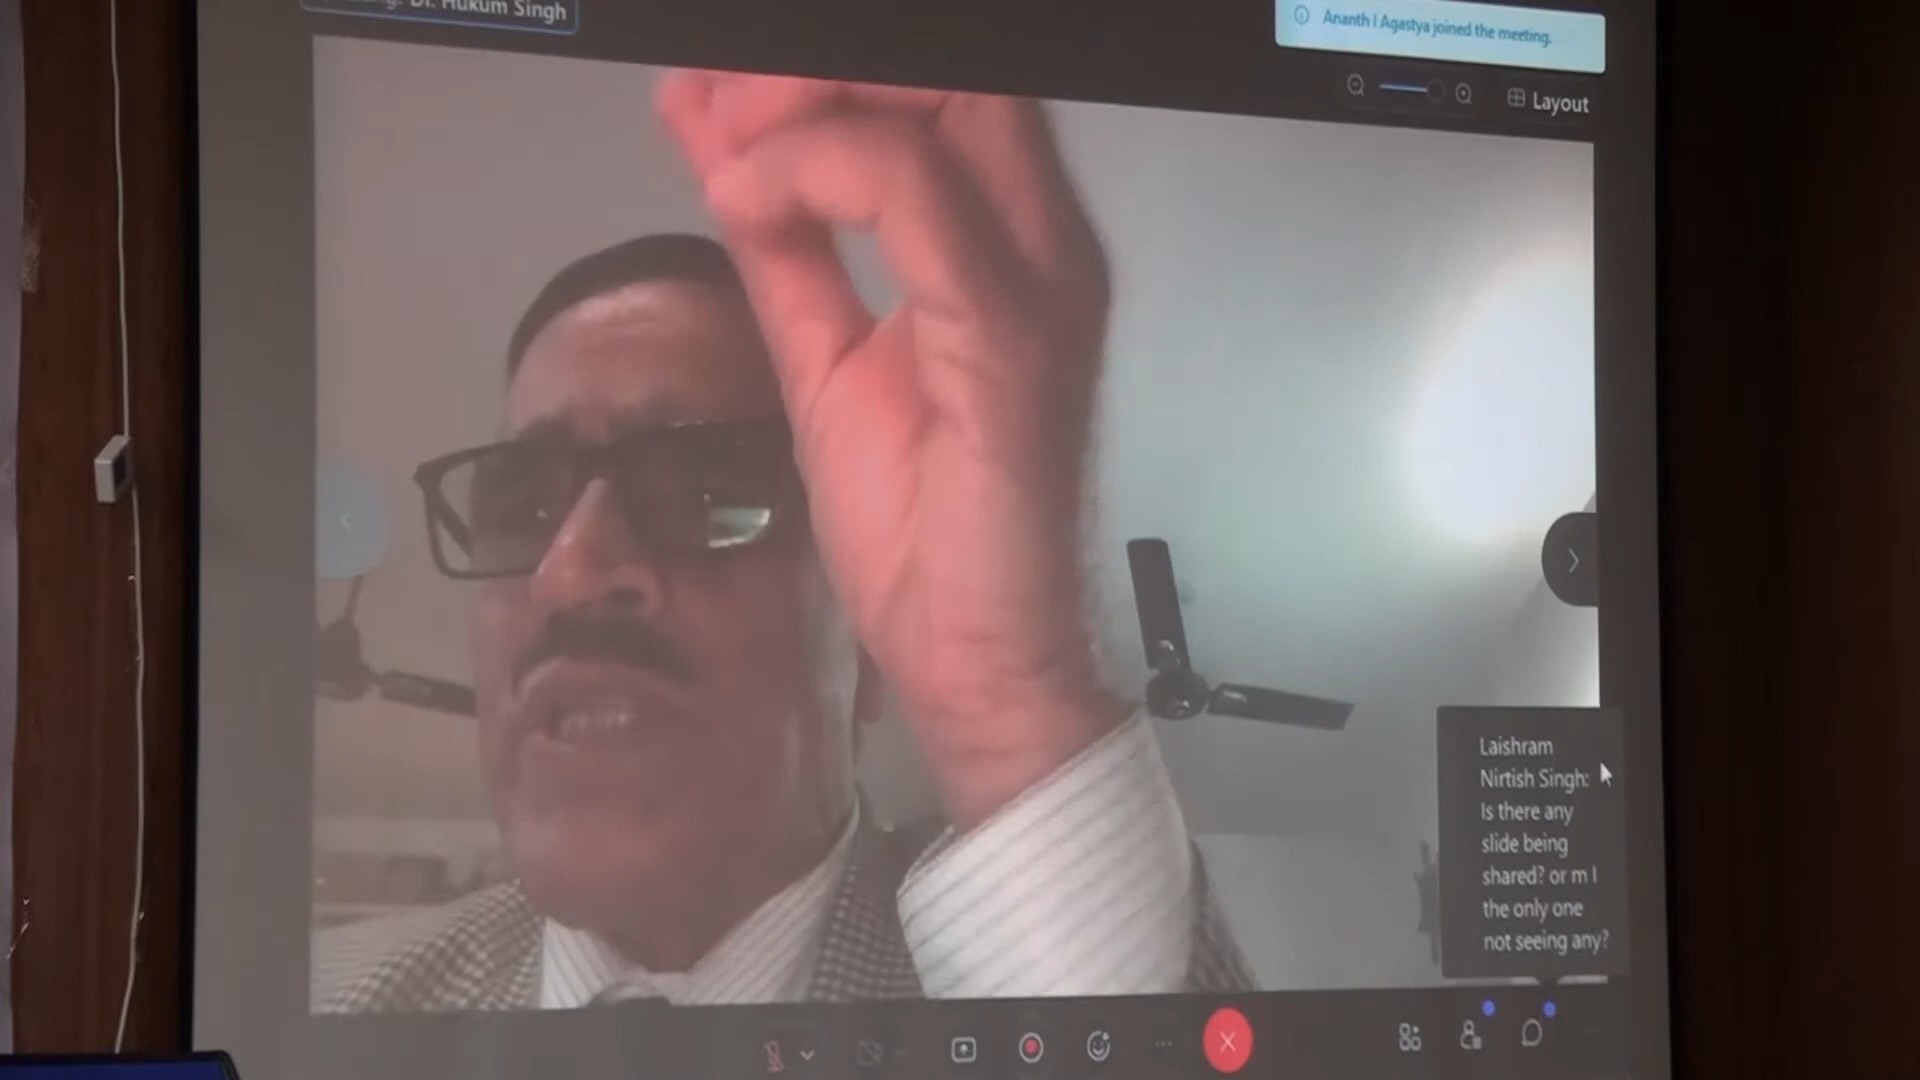 Dr. Hukum Singh
Ananth I Agastya joined the meeting.
Layout
Laishram
Nirtish Singh:
Is there any
slide being
shared? or m I
the only one
not seeing any?